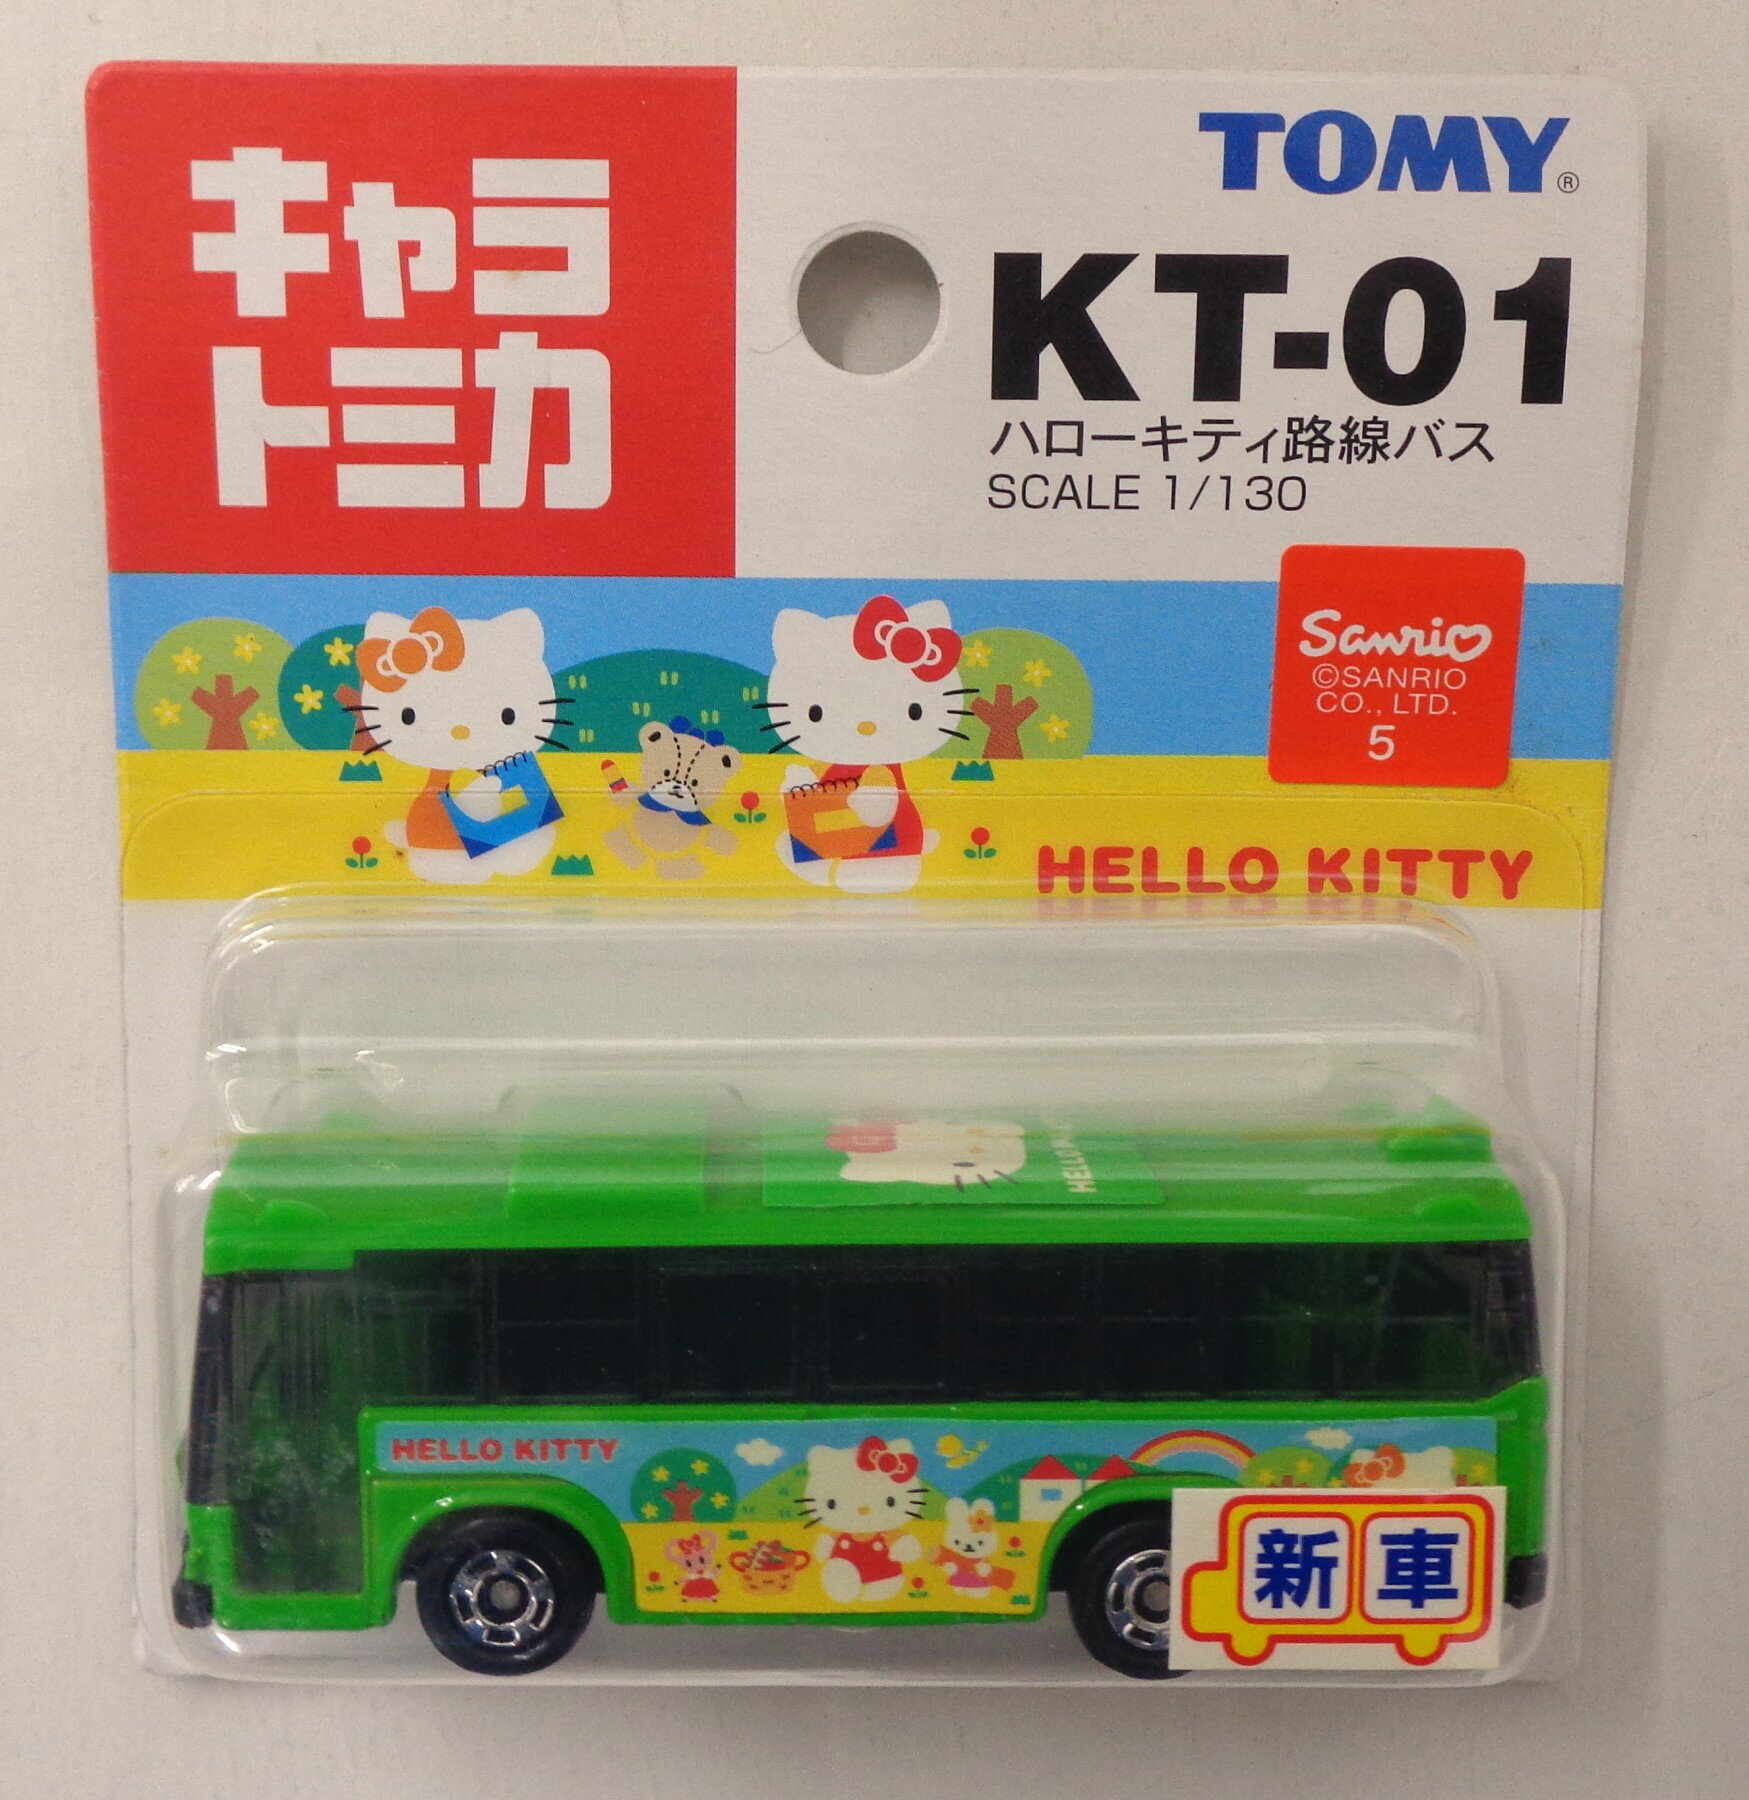 キャラ
トミカ
TOMY®
KT-01
ハローキティ路線バス
SCALE 1/130
Sanrio
©SANRIO
CO., LTD.
5
HELLO KITTY
HELLO
HELLO KITTY
新車